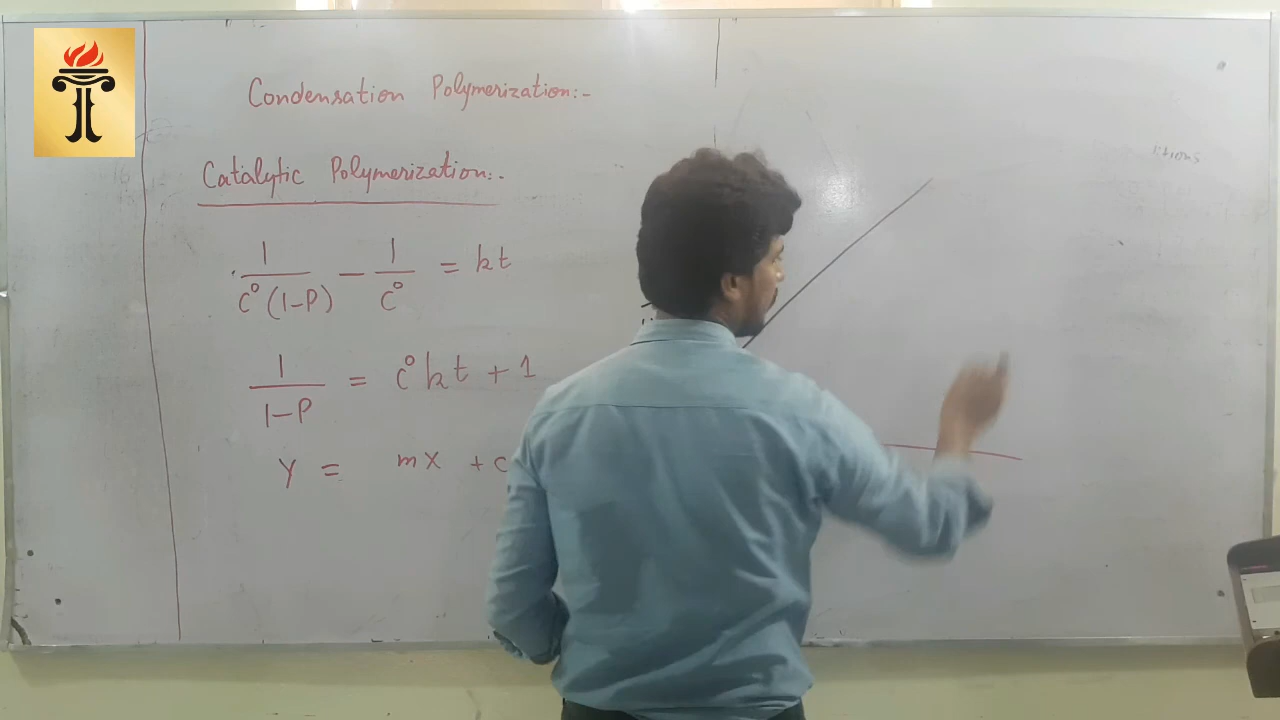 Condensation Polymerization:-
Catalytic Polymerization:-
1/(c°(1-P)) - 1/c° = kt
1/(1-P) = c°kt + 1
Y = mx + c